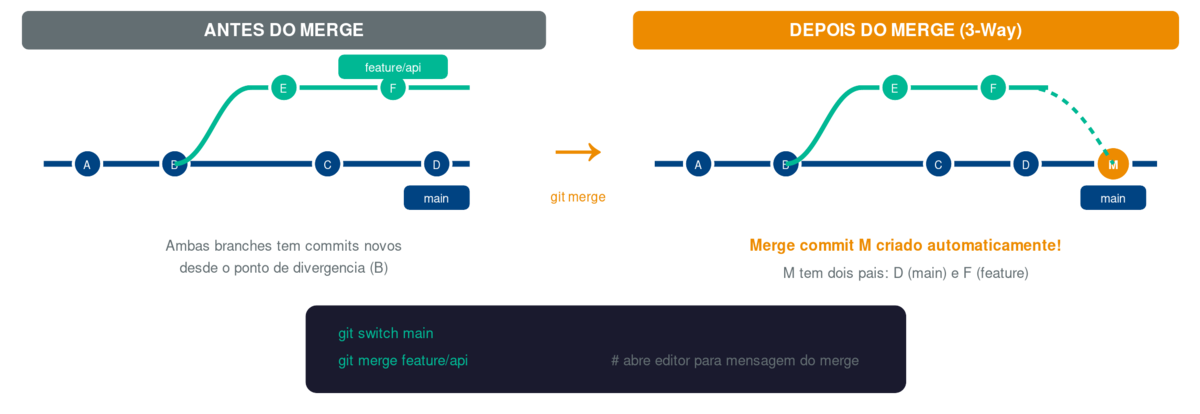 ANTES DO MERGE
DEPOIS DO MERGE (3-Way)
feature/api
E
F
A
B
C
D
main
git merge
E
F
A
B
C
D
M
main
Ambas branches tem commits novos
desde o ponto de divergencia (B)
Merge commit M criado automaticamente!
M tem dois pais: D (main) e F (feature)
git switch main
git merge feature/api # abre editor para mensagem do merge